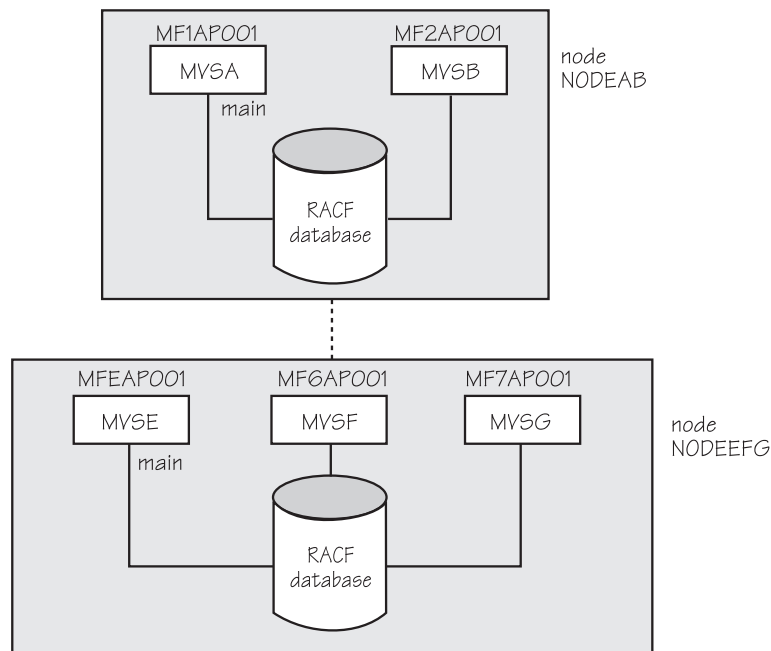 MF1AP001
MF2AP001
MVSA
MVSB
main
node
NODEAB
RACF
database
MFEAP001
MF6AP001
MF7AP001
MVSE
MVSF
MVSG
main
node
NODEEFG
RACF
database